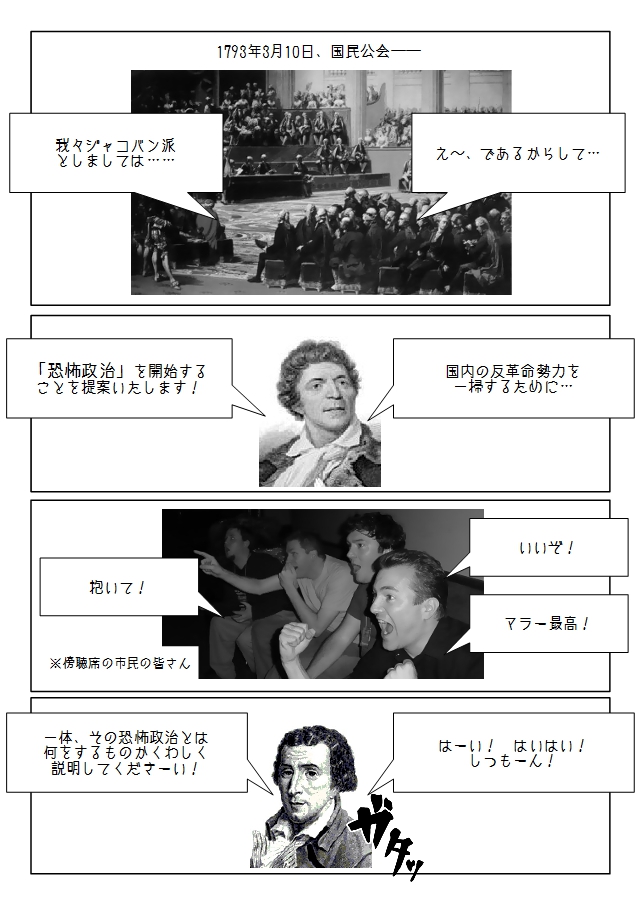 1793年3月10日、国民公会――
え〜、であるからして…
我々ジャコバン派
としましては……
国内の反革命勢力を
一掃するために…
「恐怖政治」を開始する
ことを提案いたします！
いいぞ！
マラー最高！
抱いて！
※傍聴席の市民の皆さん
はーい！　はいはい！
しつもーん！
一体、その恐怖政治とは
何をするものかくわしく
説明してくださーい！
ガタッ